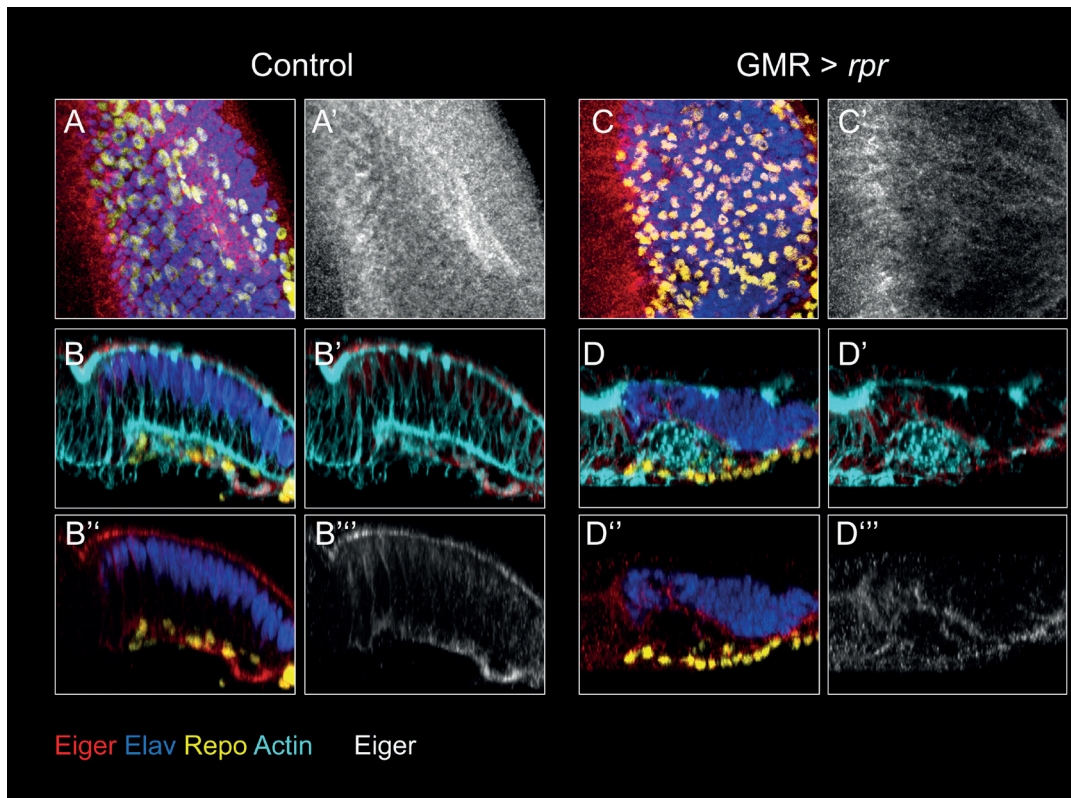 Control
GMR > rpr
A
A'
C
C'
B
B'
D
D'
B''
B'''
D''
D'''
Eiger Elav Repo Actin Eiger